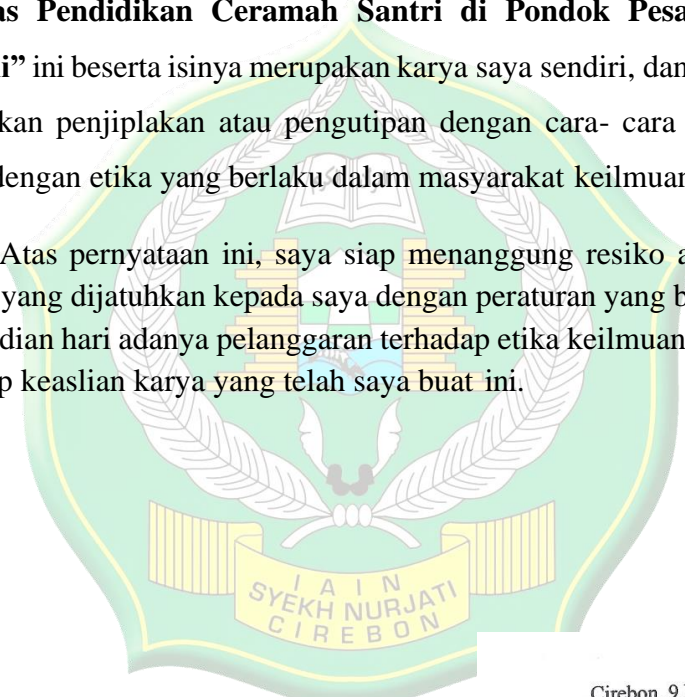 as Pendidikan Ceramah Santri di Pondok Pesa
i” ini beserta isinya merupakan karya saya sendiri, dan
kan penjiplakan atau pengutipan dengan cara- cara
dengan etika yang berlaku dalam masyarakat keilmuan
Atas pernyataan ini, saya siap menanggung resiko a
yang dijatuhkan kepada saya dengan peraturan yang b
dian hari adanya pelanggaran terhadap etika keilmuan
p keaslian karya yang telah saya buat ini.
IAIN
SYEKH NURJATI
CIREBON
Cirebon, 9